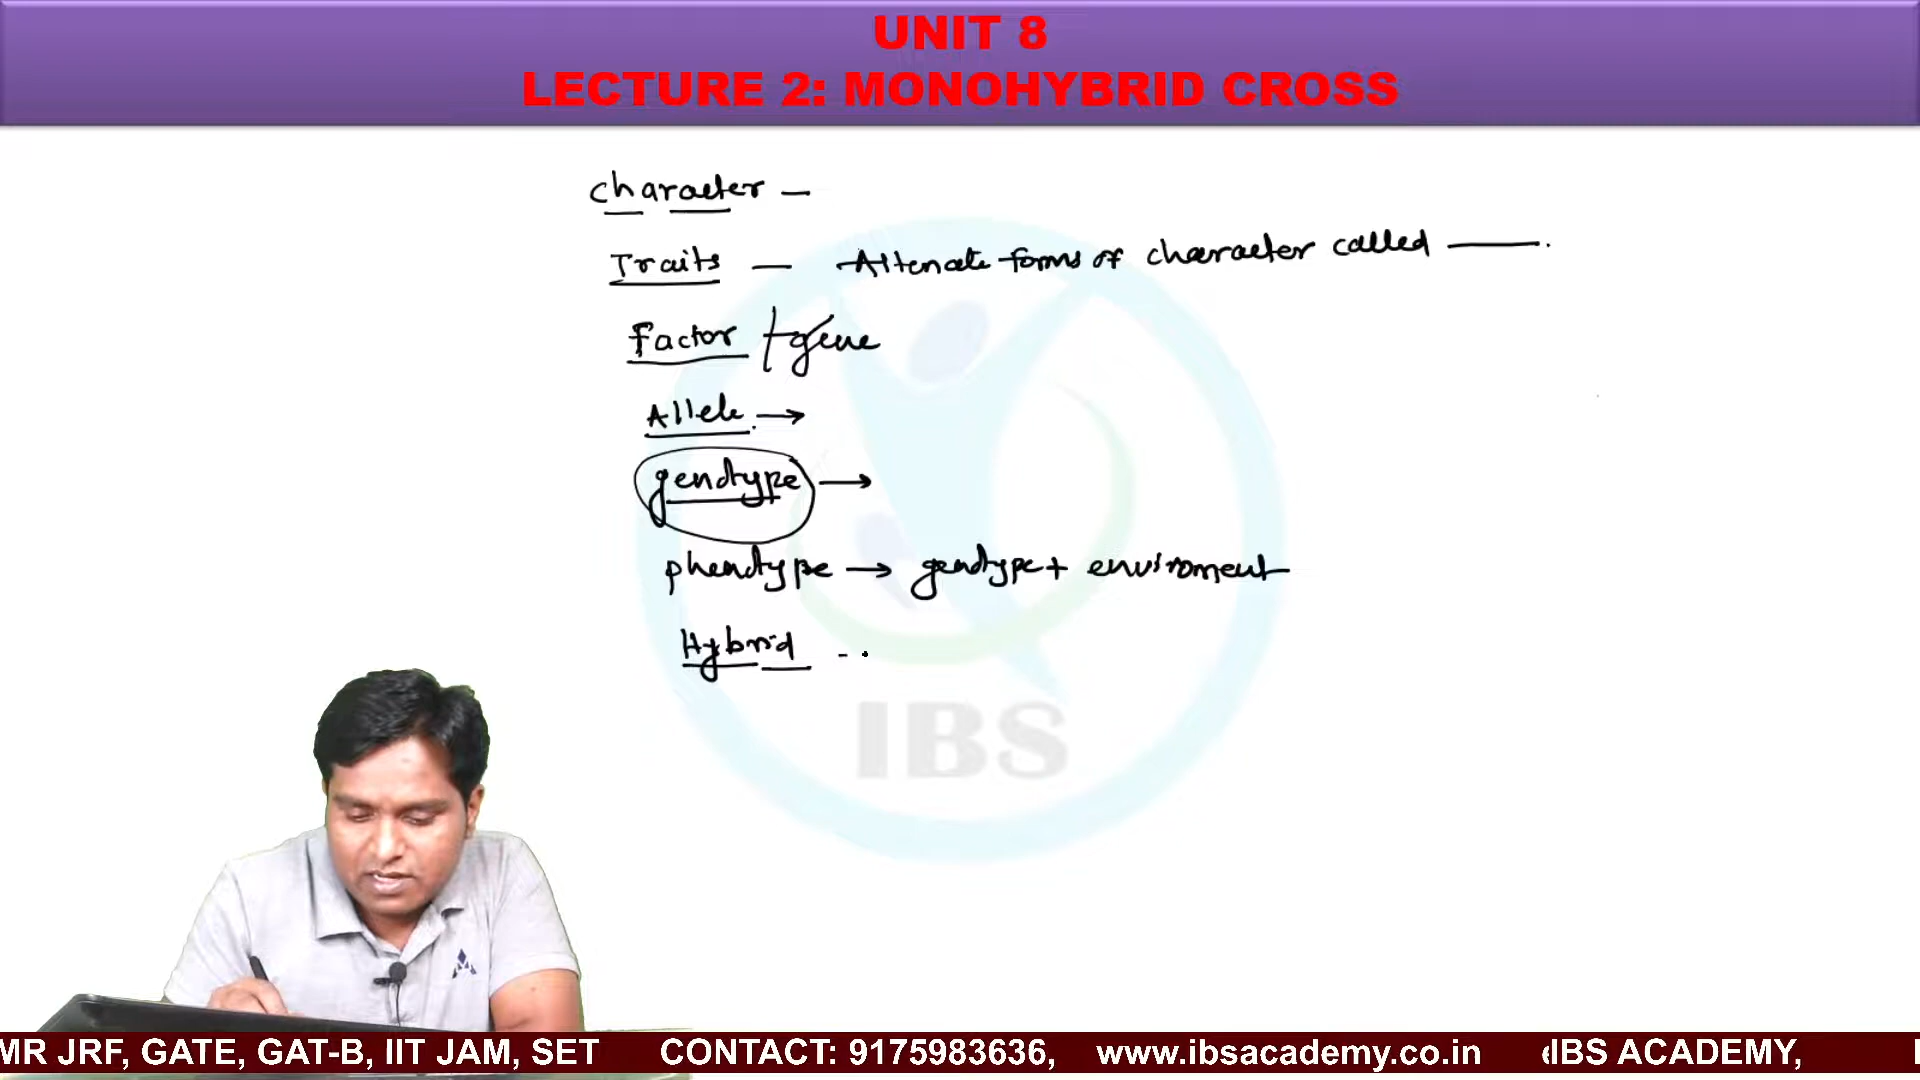 UNIT 8
LECTURE 2: MONOHYBRID CROSS
character —
Traits — Alternate forms of character called ——.
Factor / gene
Allele. →
genotype →
phenotype → genotype + enviroment
Hybrid -.
IBS
MR JRF, GATE, GAT-B, IIT JAM, SET CONTACT: 9175983636, www.ibsacademy.co.in IBS ACADEMY,